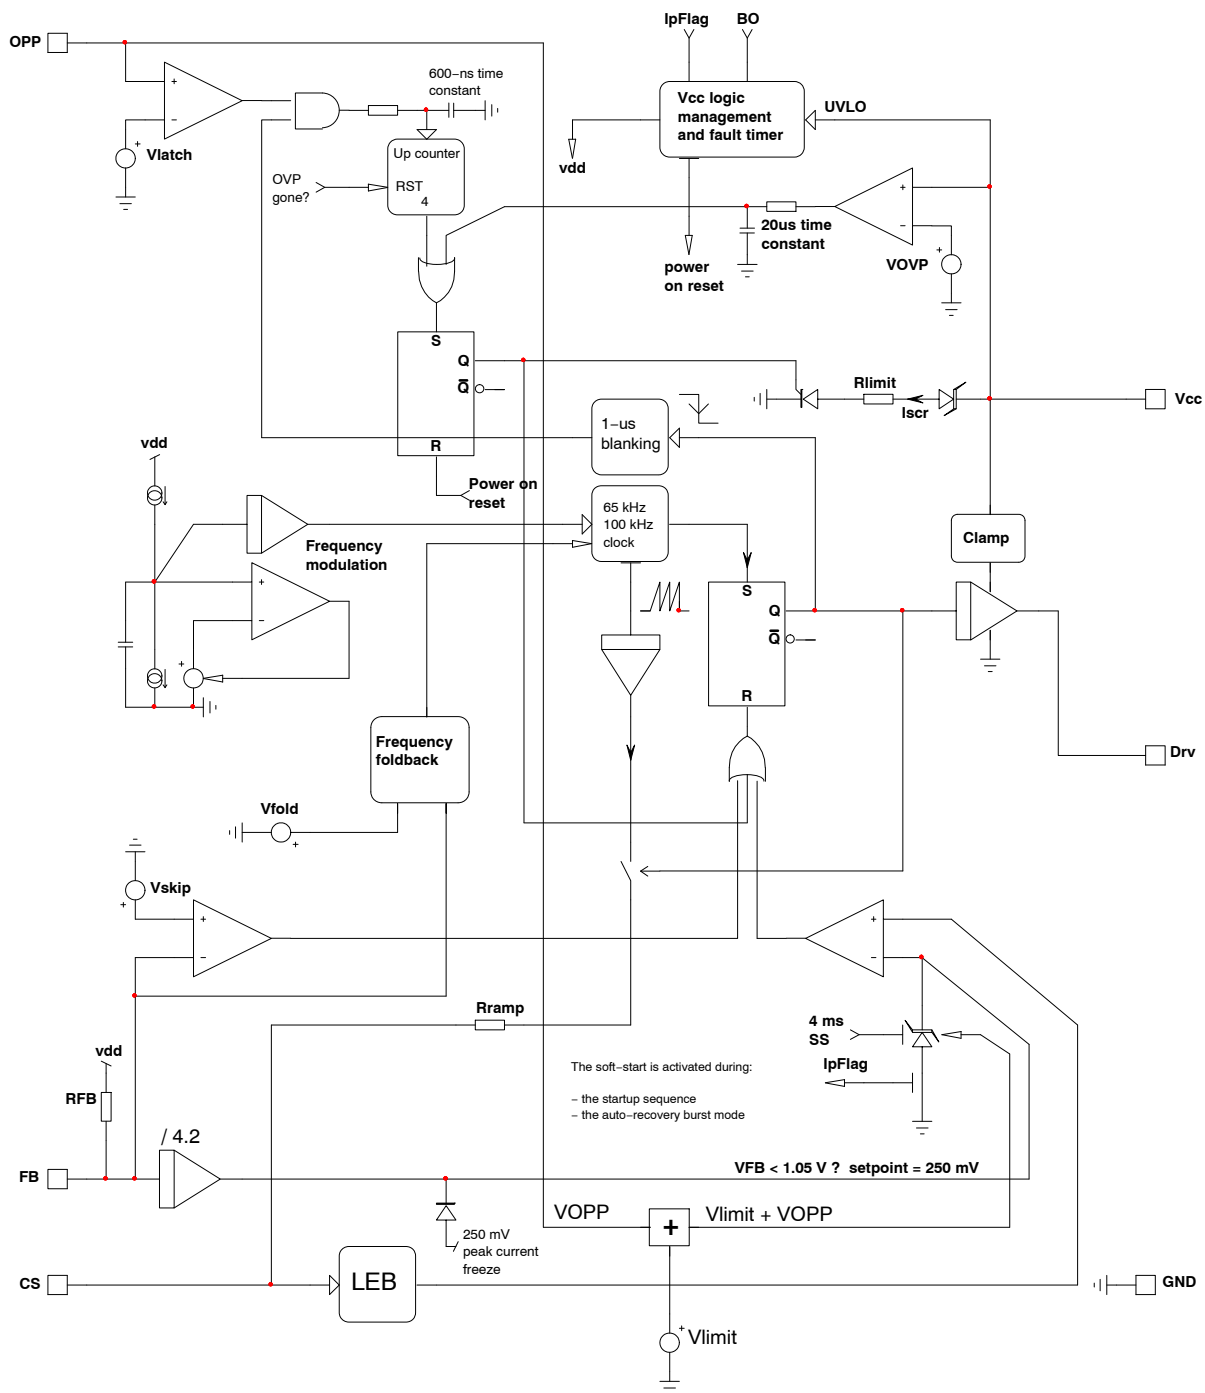 IpFlag
BO
OPP
600−ns time
constant
+
−
Vcc logic
management
and fault timer
UVLO
+
Vlatch
Up counter
vdd
OVP
gone?
RST
4
+
−
20us time
constant
+
VOVP
power
on reset
S
Q
Q
R
Rlimit
Iscr
Vcc
1−us
blanking
vdd
Power on
reset
65 kHz
100 kHz
clock
Frequency
modulation
Clamp
+
−
+
S
Q
Q
R
Frequency
foldback
Drv
Vfold
+
Vskip
+
+
−
+
−
Rramp
4 ms
SS
IpFlag
vdd
RFB
The soft−start is activated during:
− the startup sequence
− the auto−recovery burst mode
/ 4.2
FB
VFB < 1.05 V ? setpoint = 250 mV
VOPP
+
Vlimit + VOPP
250 mV
peak current
freeze
CS
LEB
GND
+
Vlimit